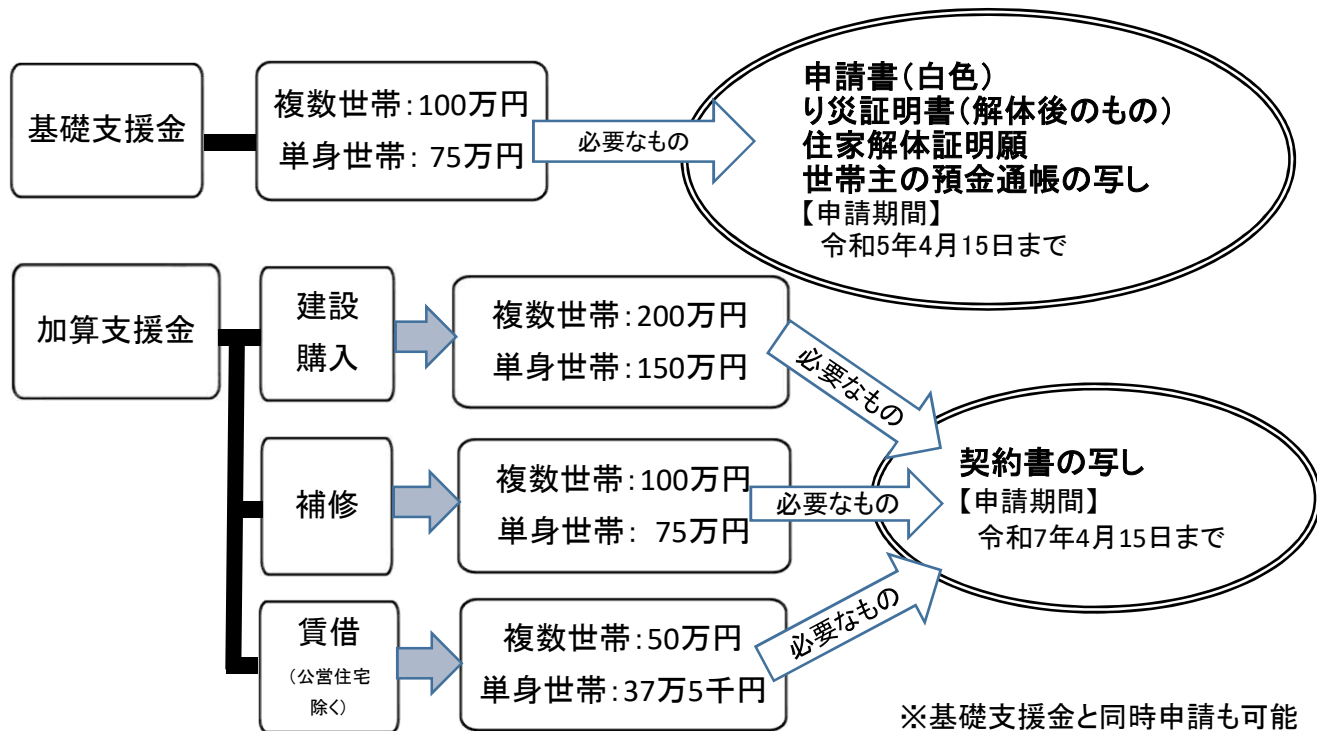 基礎支援金
複数世帯：100万円
単身世帯： 75万円
必要なもの
申請書（白色）
り災証明書（解体後のもの）
住家解体証明願
世帯主の預金通帳の写し
【申請期間】
令和5年4月15日まで
加算支援金
建設
購入
複数世帯：200万円
単身世帯：150万円
必要なもの
補修
複数世帯：100万円
単身世帯： 75万円
必要なもの
賃借
（公営住宅
除く）
複数世帯：50万円
単身世帯：37万5千円
必要なもの
契約書の写し
【申請期間】
令和7年4月15日まで
※基礎支援金と同時申請も可能